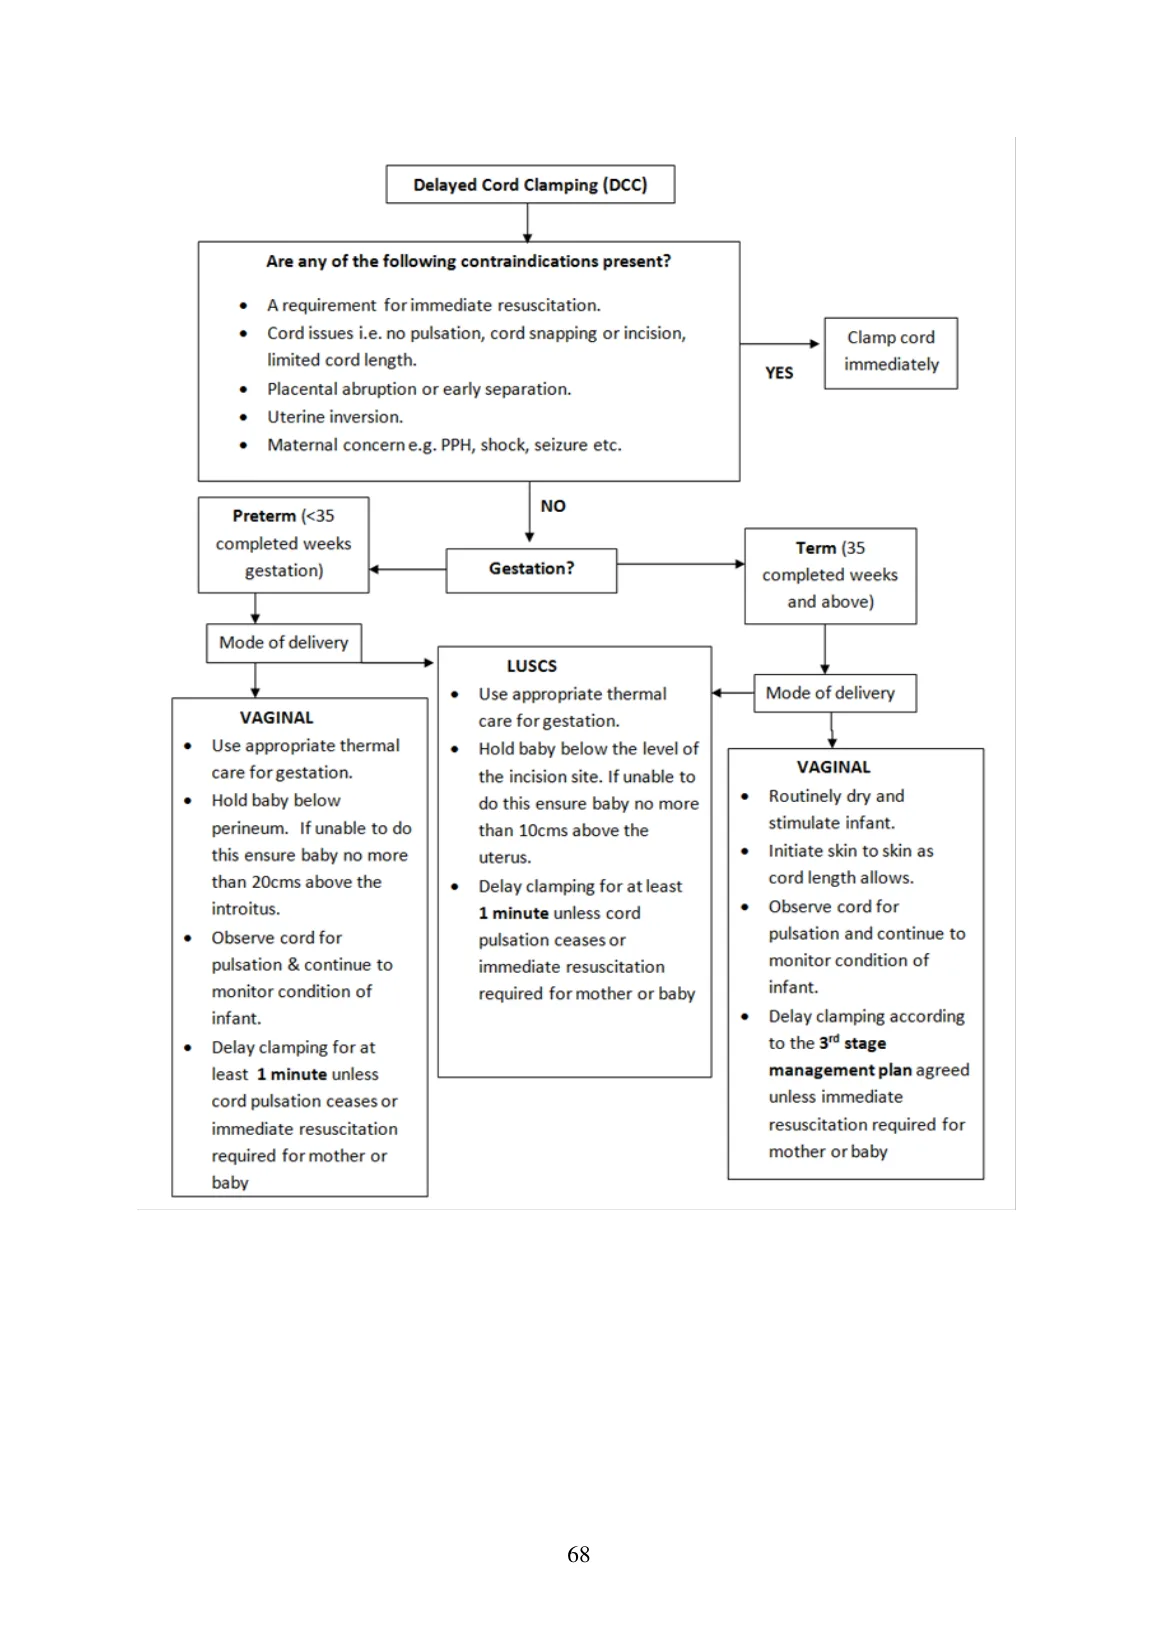 Delayed Cord Clamping (DCC)
Are any of the following contraindications present?
• A requirement for immediate resuscitation.
• Cord issues i.e. no pulsation, cord snapping or incision,
limited cord length.
• Placental abruption or early separation.
• Uterine inversion.
• Maternal concern e.g. PPH, shock, seizure etc.
YES
Clamp cord
immediately
NO
Gestation?
Preterm (<35
completed weeks
gestation)
Term (35
completed weeks
and above)
Mode of delivery
Mode of delivery
VAGINAL
• Use appropriate thermal
care for gestation.
• Hold baby below
perineum. If unable to do
this ensure baby no more
than 20cms above the
introitus.
• Observe cord for
pulsation & continue to
monitor condition of
infant.
• Delay clamping for at
least 1 minute unless
cord pulsation ceases or
immediate resuscitation
required for mother or
baby
LUSCS
• Use appropriate thermal
care for gestation.
• Hold baby below the level of
the incision site. If unable to
do this ensure baby no more
than 10cms above the
uterus.
• Delay clamping for at least
1 minute unless cord
pulsation ceases or
immediate resuscitation
required for mother or baby
VAGINAL
• Routinely dry and
stimulate infant.
• Initiate skin to skin as
cord length allows.
• Observe cord for
pulsation and continue to
monitor condition of
infant.
• Delay clamping according
to the 3rd stage
management plan agreed
unless immediate
resuscitation required for
mother or baby
68